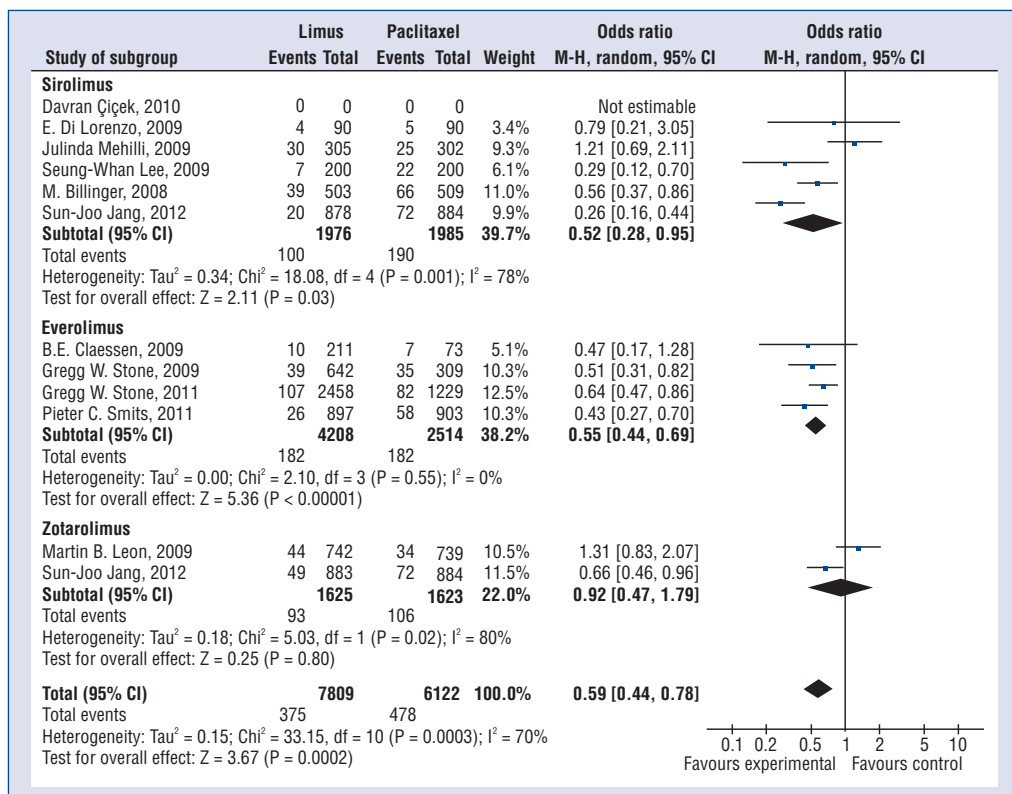 Limus Paclitaxel Odds ratio Odds ratio
Study of subgroup Events Total Events Total Weight M-H, random, 95% CI M-H, random, 95% CI
Sirolimus
Davran Çiçek, 2010 0 0 0 0 Not estimable
E. Di Lorenzo, 2009 4 90 5 90 3.4% 0.79 [0.21, 3.05]
Julinda Mehilli, 2009 30 305 25 302 9.3% 1.21 [0.69, 2.11]
Seung-Whan Lee, 2009 7 200 22 200 6.1% 0.29 [0.12, 0.70]
M. Billinger, 2008 39 503 66 509 11.0% 0.56 [0.37, 0.86]
Sun-Joo Jang, 2012 20 878 72 884 9.9% 0.26 [0.16, 0.44]
Subtotal (95% CI) 1976 1985 39.7% 0.52 [0.28, 0.95]
Total events 100 190
Heterogeneity: Tau² = 0.34; Chi² = 18.08, df = 4 (P = 0.001); I² = 78%
Test for overall effect: Z = 2.11 (P = 0.03)
Everolimus
B.E. Claessen, 2009 10 211 7 73 5.1% 0.47 [0.17, 1.28]
Gregg W. Stone, 2009 39 642 35 309 10.3% 0.51 [0.31, 0.82]
Gregg W. Stone, 2011 107 2458 82 1229 12.5% 0.64 [0.47, 0.86]
Pieter C. Smits, 2011 26 897 58 903 10.3% 0.43 [0.27, 0.70]
Subtotal (95% CI) 4208 2514 38.2% 0.55 [0.44, 0.69]
Total events 182 182
Heterogeneity: Tau² = 0.00; Chi² = 2.10, df = 3 (P = 0.55); I² = 0%
Test for overall effect: Z = 5.36 (P < 0.00001)
Zotarolimus
Martin B. Leon, 2009 44 742 34 739 10.5% 1.31 [0.83, 2.07]
Sun-Joo Jang, 2012 49 883 72 884 11.5% 0.66 [0.46, 0.96]
Subtotal (95% CI) 1625 1623 22.0% 0.92 [0.47, 1.79]
Total events 93 106
Heterogeneity: Tau² = 0.18; Chi² = 5.03, df = 1 (P = 0.02); I² = 80%
Test for overall effect: Z = 0.25 (P = 0.80)
Total (95% CI) 7809 6122 100.0% 0.59 [0.44, 0.78]
Total events 375 478
Heterogeneity: Tau² = 0.15; Chi² = 33.15, df = 10 (P = 0.0003); I² = 70%
Test for overall effect: Z = 3.67 (P = 0.0002)
0.1 0.2 0.5 1 2 5 10
Favours experimental Favours control